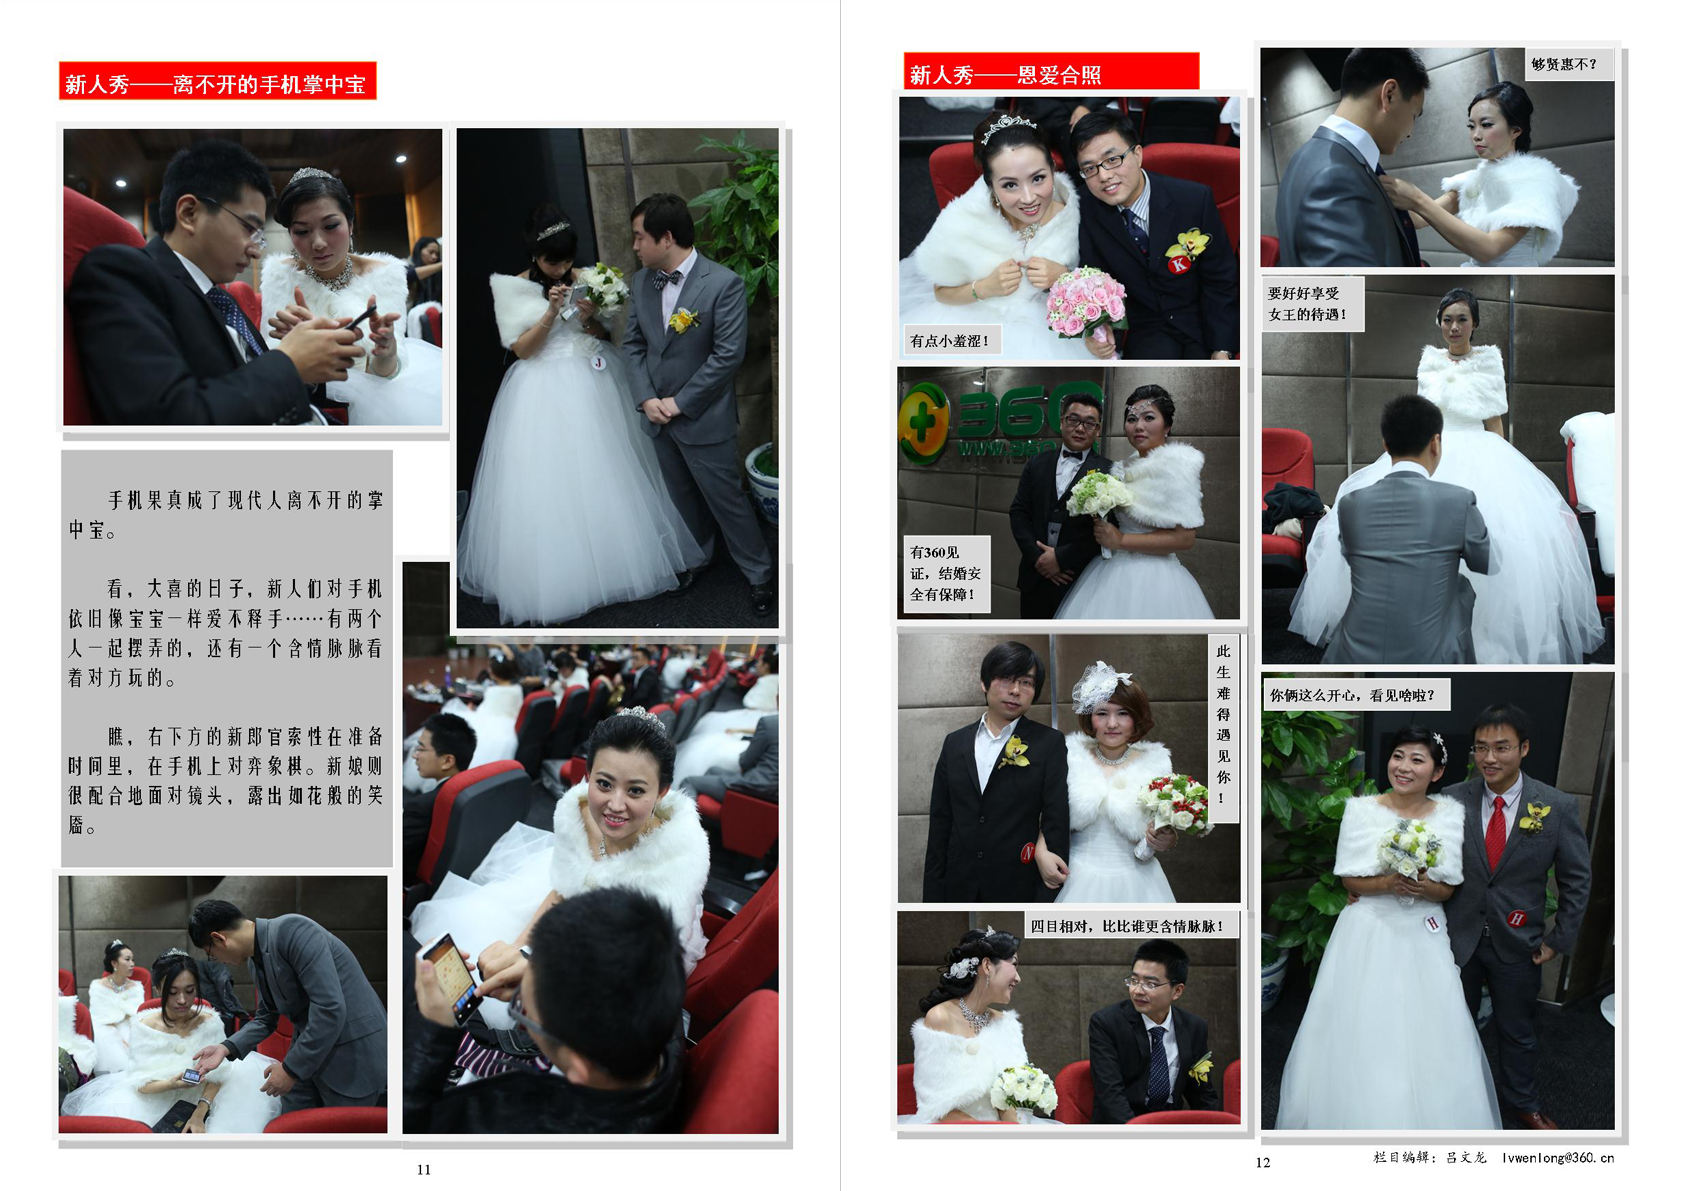 新人秀——离不开的手机掌中宝
手机果真成了现代人离不开的掌
中宝。
看，大喜的日子，新人们对手机
依旧像宝宝一样爱不释手……有两个
人一起摆弄的，还有一个含情脉脉看
着对方玩的。
瞧，右下方的新郎官索性在准备
时间里，在手机上对弈象棋。新娘则
很配合地面对镜头，露出如花般的笑
靥。
J
11
新人秀——恩爱合照
K
有点小羞涩！
360
有360见
证，结婚安
全有保障！
此生难得遇见你！
N
四目相对，比比谁更含情脉脉！
够贤惠不？
要好好享受
女王的待遇！
你俩这么开心，看见啥啦？
H
H
12
栏目编辑：吕文龙 lvwenlong@360.cn